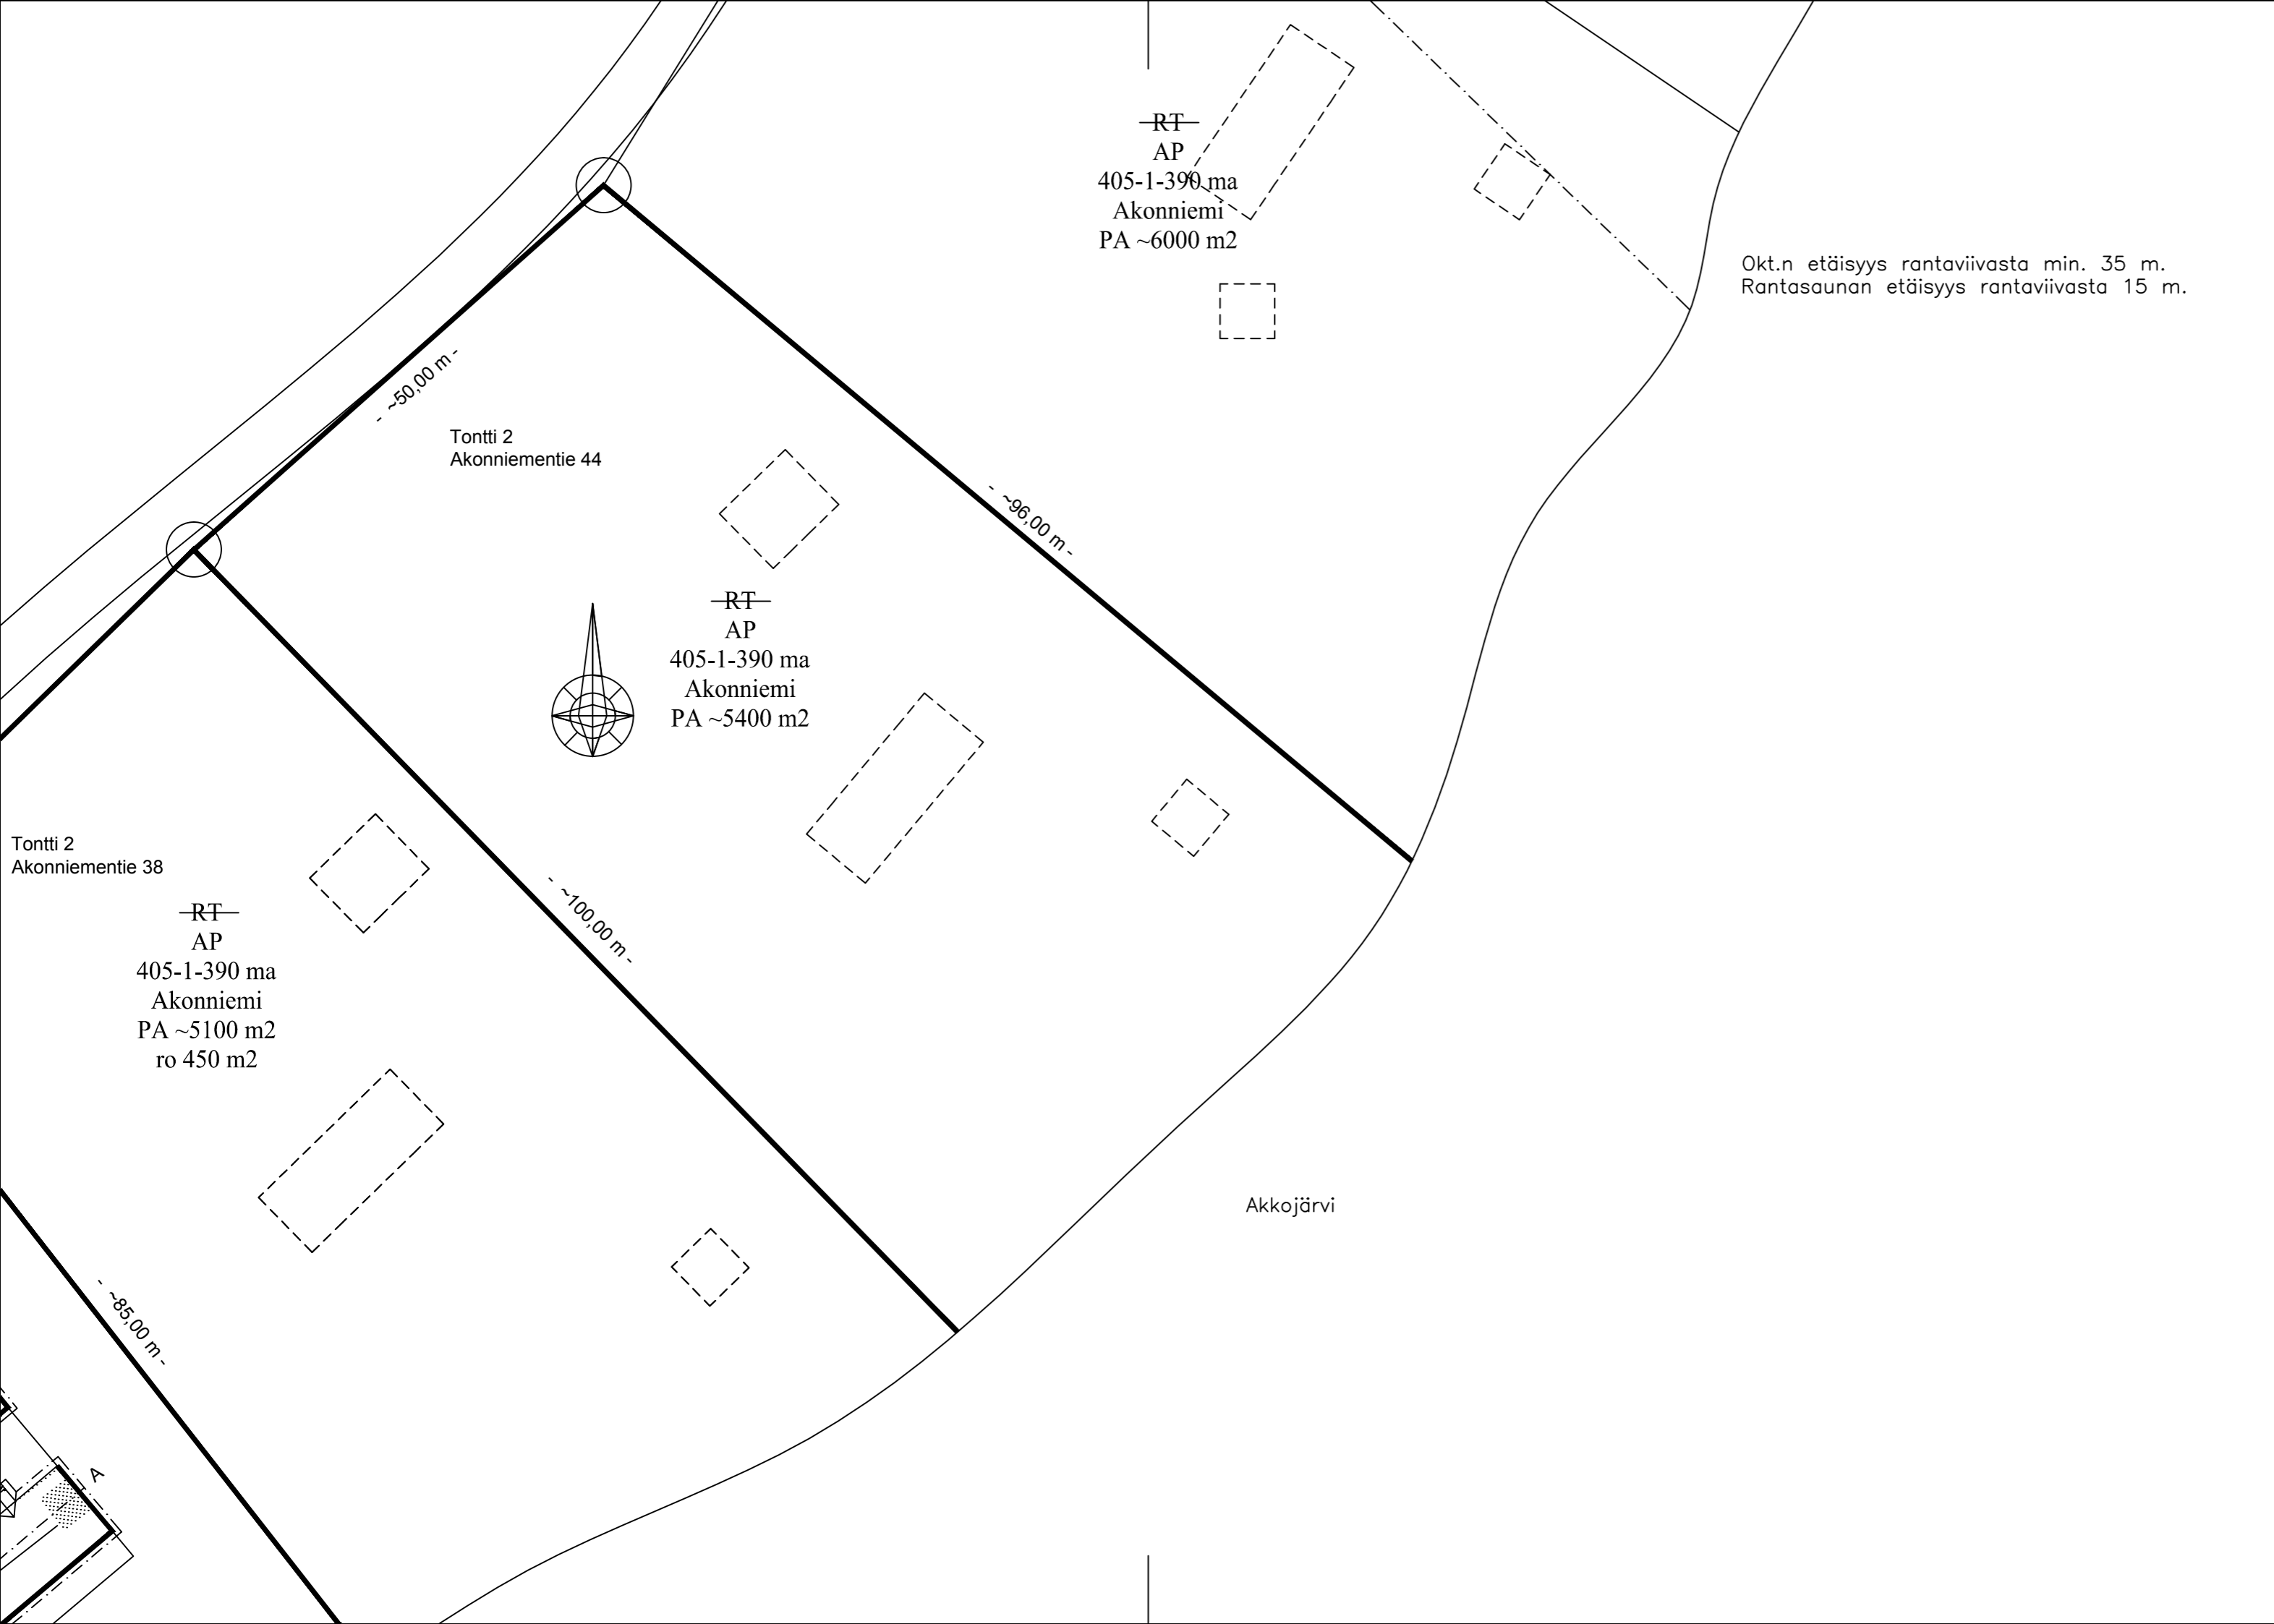 RT
AP
405-1-390 ma
Akonniemi
PA ~6000 m2
Okt.n etäisyys rantaviivasta min. 35 m.
Rantasaunan etäisyys rantaviivasta 15 m.
- ~50,00 m -
Tontti 2
Akonniementie 44
- ~96,00 m -
RT
AP
405-1-390 ma
Akonniemi
PA ~5400 m2
Tontti 2
Akonniementie 38
- ~100,00 m -
RT
AP
405-1-390 ma
Akonniemi
PA ~5100 m2
ro 450 m2
Akkojärvi
- ~85,00 m -
A